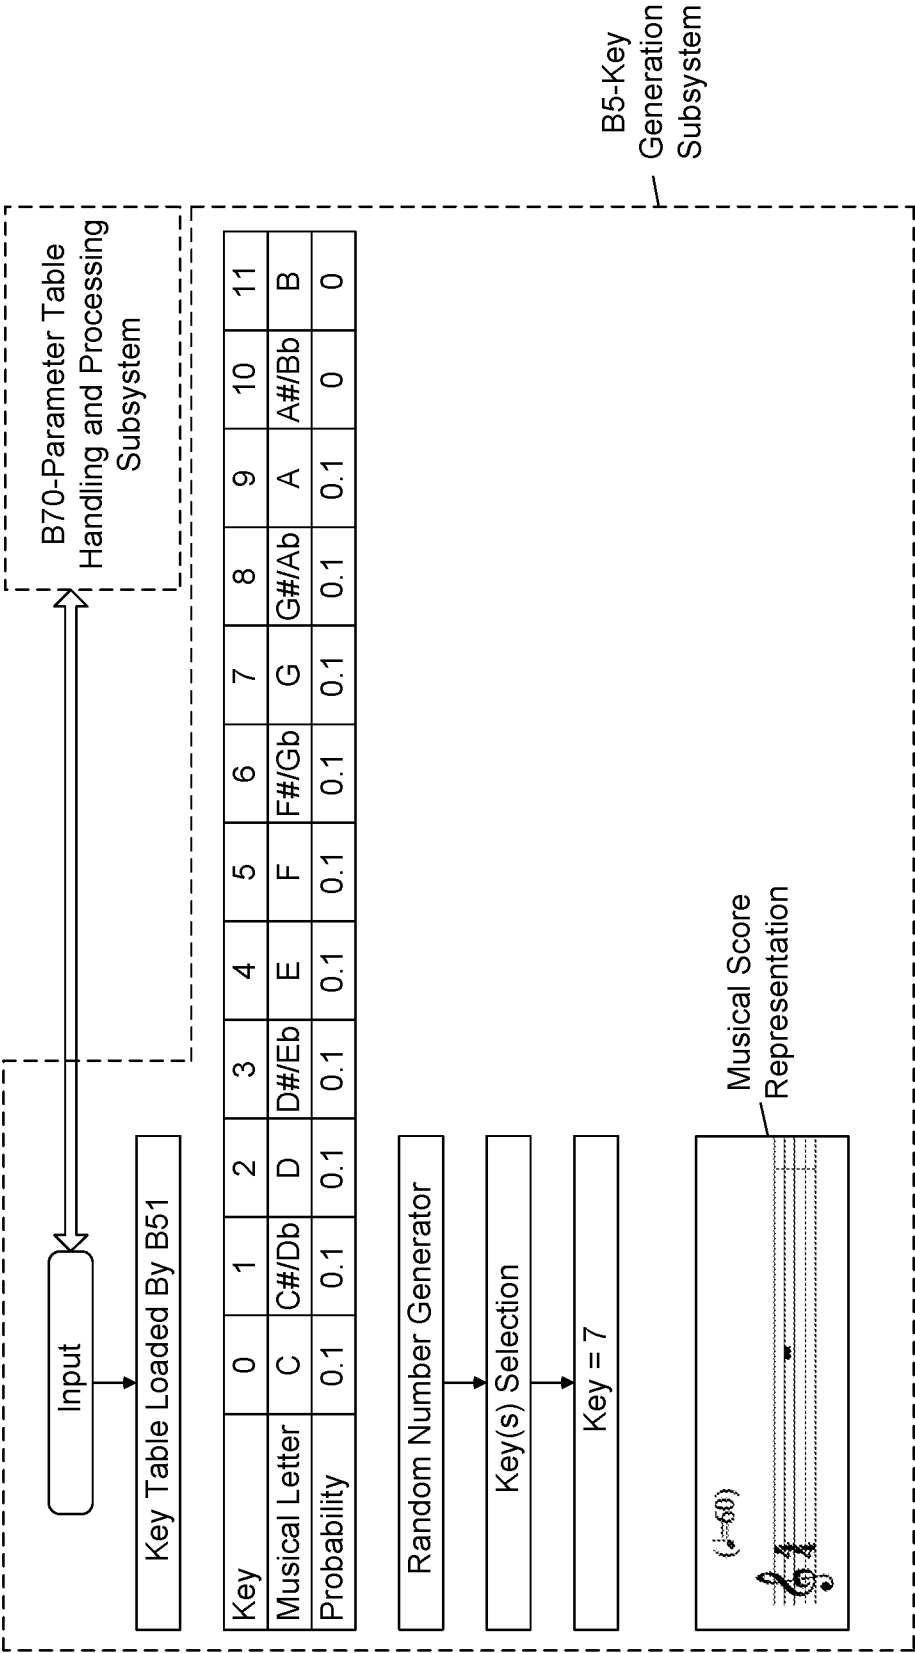 B70-Parameter Table
Handling and Processing
Subsystem
Input
Key Table Loaded By B51
Key 0 1 2 3 4 5 6 7 8 9 10 11
Musical Letter C C#/Db D D#/Eb E F F#/Gb G G#/Ab A A#/Bb B
Probability 0.1 0.1 0.1 0.1 0.1 0.1 0.1 0.1 0.1 0.1 0 0
Random Number Generator
Key(s) Selection
Key = 7
B5-Key
Generation
Subsystem
Musical Score
Representation
(♩=60)
4
4